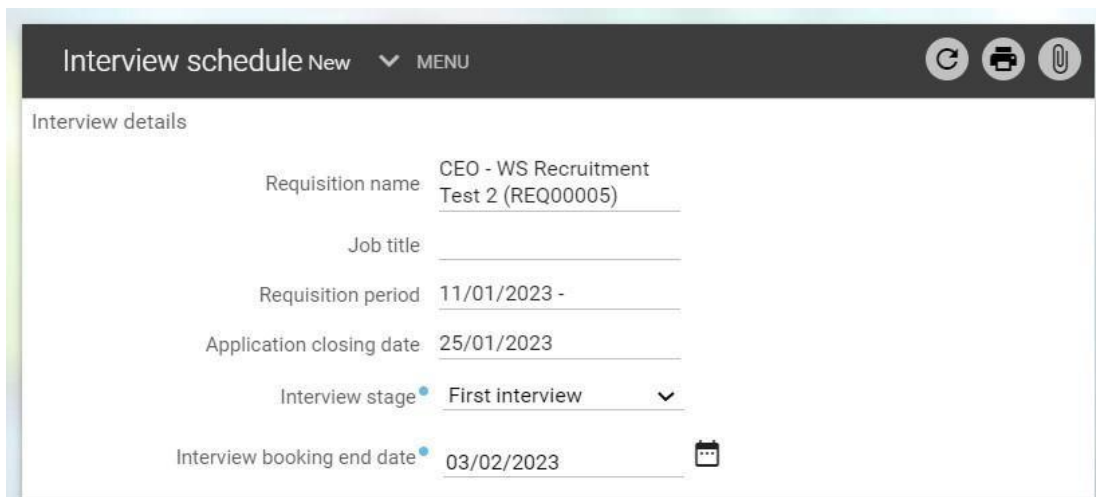 Interview schedule New MENU
Interview details
Requisition name CEO - WS Recruitment
Test 2 (REQ00005)
Job title
Requisition period 11/01/2023 -
Application closing date 25/01/2023
Interview stage First interview
Interview booking end date 03/02/2023